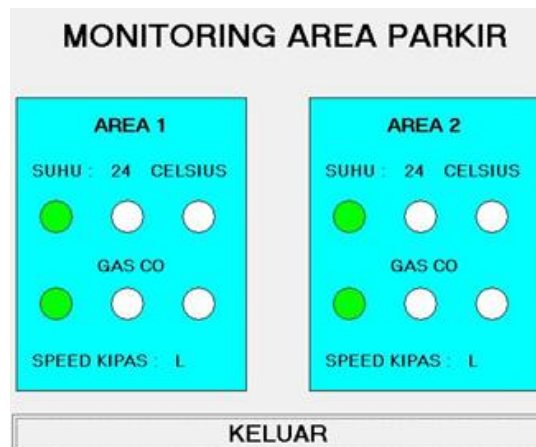 MONITORING AREA PARKIR
AREA 1
SUHU : 24 CELSIUS
GAS CO
SPEED KIPAS : L
AREA 2
SUHU : 24 CELSIUS
GAS CO
SPEED KIPAS : L
KELUAR